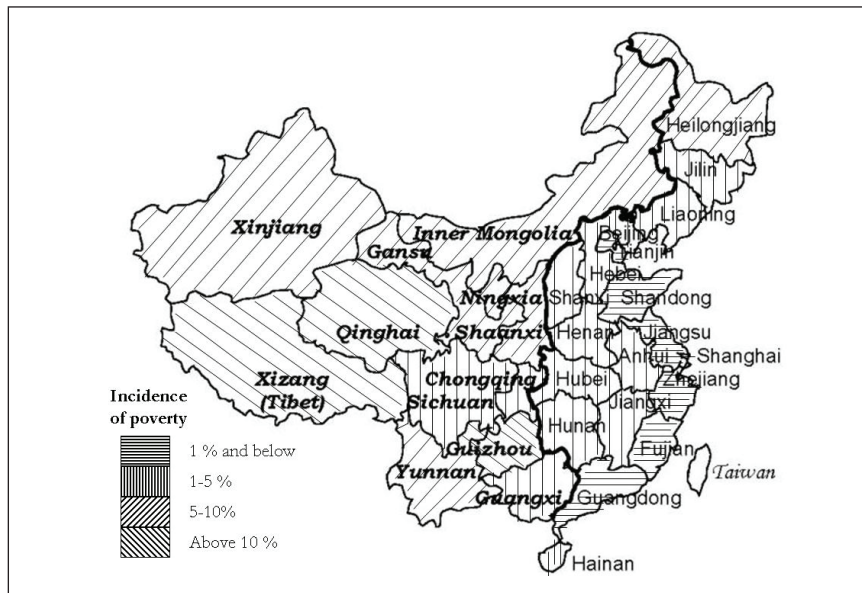 Heilongjiang
Jilin
Liaoning
Xinjiang
Inner Mongolia
Beijing
Gansu
Tianjin
Hebei
Ningxia
Shanxi
Shandong
Qinghai
Shaanxi
Henan
Jiangsu
Anhui
Shanghai
Xizang
(Tibet)
Chongqing
Hubei
Zhejiang
Sichuan
Jiangxi
Hunan
Guizhou
Fujian
Yunnan
Taiwan
Guangxi
Guangdong
Hainan
Incidence
of poverty
1 % and below
1-5 %
5-10%
Above 10 %